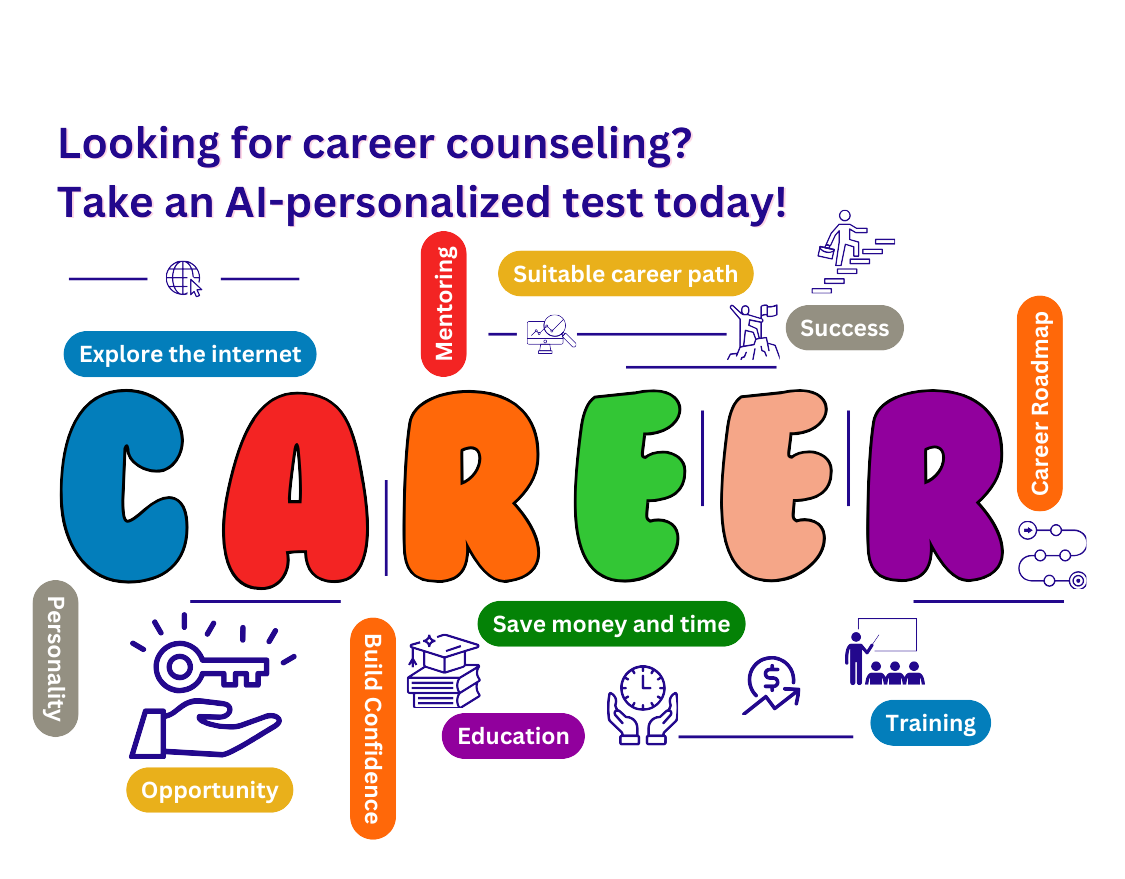 Looking for career counseling?
Take an AI-personalized test today!
Mentoring
Suitable career path
Success
Explore the internet
Career Roadmap
CAREER
Personality
Opportunity
Build Confidence
Save money and time
Education
Training
$